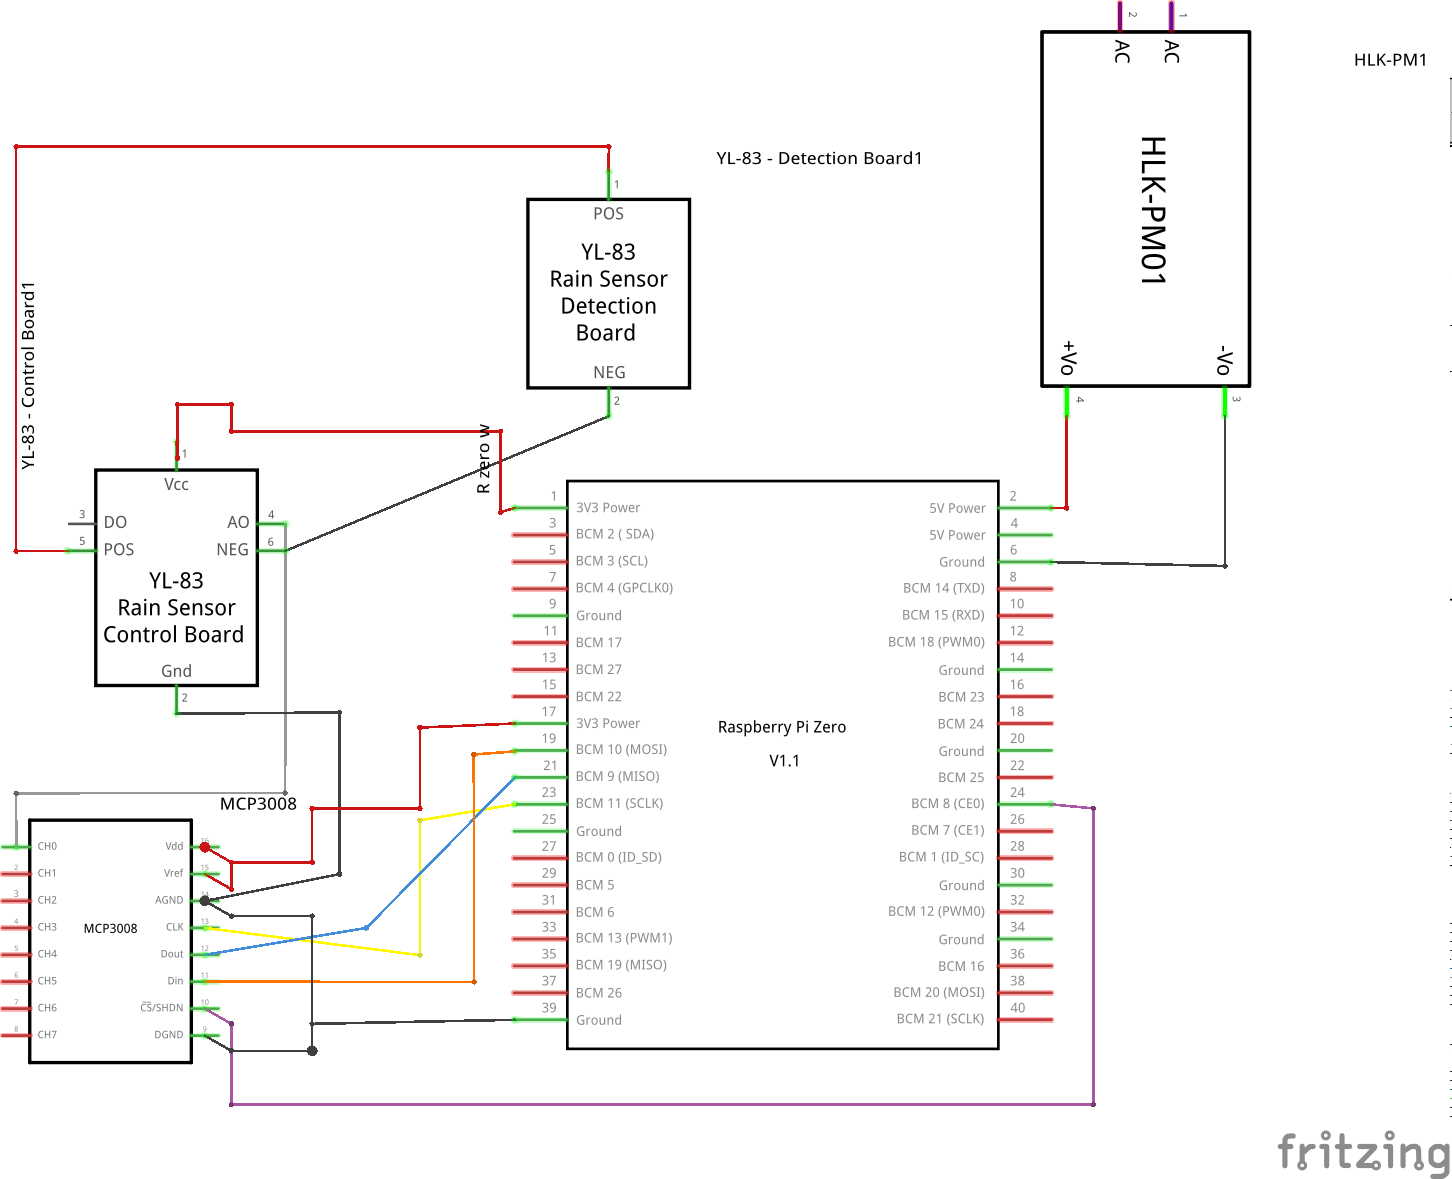 2
1
AC
AC
HLK-PM1
HLK-PM01
+Vo
-Vo
4
3
YL-83 - Detection Board1
1
POS
YL-83
Rain Sensor
Detection
Board
NEG
2
YL-83 - Control Board1
R zero w
1
Vcc
3
DO
AO
4
5
POS
NEG
6
YL-83
Rain Sensor
Control Board
Gnd
2
1
3V3 Power
5V Power
2
3
BCM 2 ( SDA)
5V Power
4
5
BCM 3 (SCL)
Ground
6
7
BCM 4 (GPCLK0)
BCM 14 (TXD)
8
9
Ground
BCM 15 (RXD)
10
11
BCM 17
BCM 18 (PWM0)
12
13
BCM 27
Ground
14
15
BCM 22
BCM 23
16
17
3V3 Power
BCM 24
18
19
BCM 10 (MOSI)
Ground
20
21
BCM 9 (MISO)
BCM 25
22
23
BCM 11 (SCLK)
BCM 8 (CE0)
24
25
Ground
BCM 7 (CE1)
26
27
BCM 0 (ID_SD)
BCM 1 (ID_SC)
28
29
BCM 5
Ground
30
31
BCM 6
BCM 12 (PWM0)
32
33
BCM 13 (PWM1)
Ground
34
35
BCM 19 (MISO)
BCM 16
36
37
BCM 26
BCM 20 (MOSI)
38
39
Ground
BCM 21 (SCLK)
40
Raspberry Pi Zero
V1.1
MCP3008
CH0
Vdd
16
2
CH1
Vref
15
3
CH2
AGND
14
4
CH3
CLK
13
MCP3008
5
CH4
Dout
12
6
CH5
Din
11
7
CH6
CS/SHDN
10
8
CH7
DGND
9
fritzing